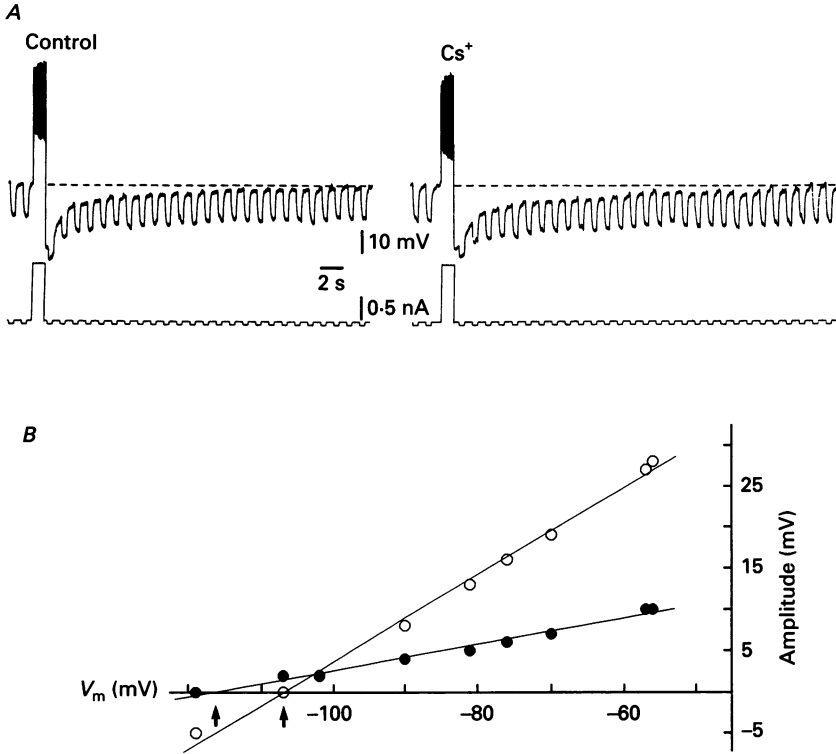 A
Control
Cs+
10 mV
2 s
0·5 nA
B
25
15
Amplitude (mV)
5
Vm (mV)
−100
−80
−60
−5